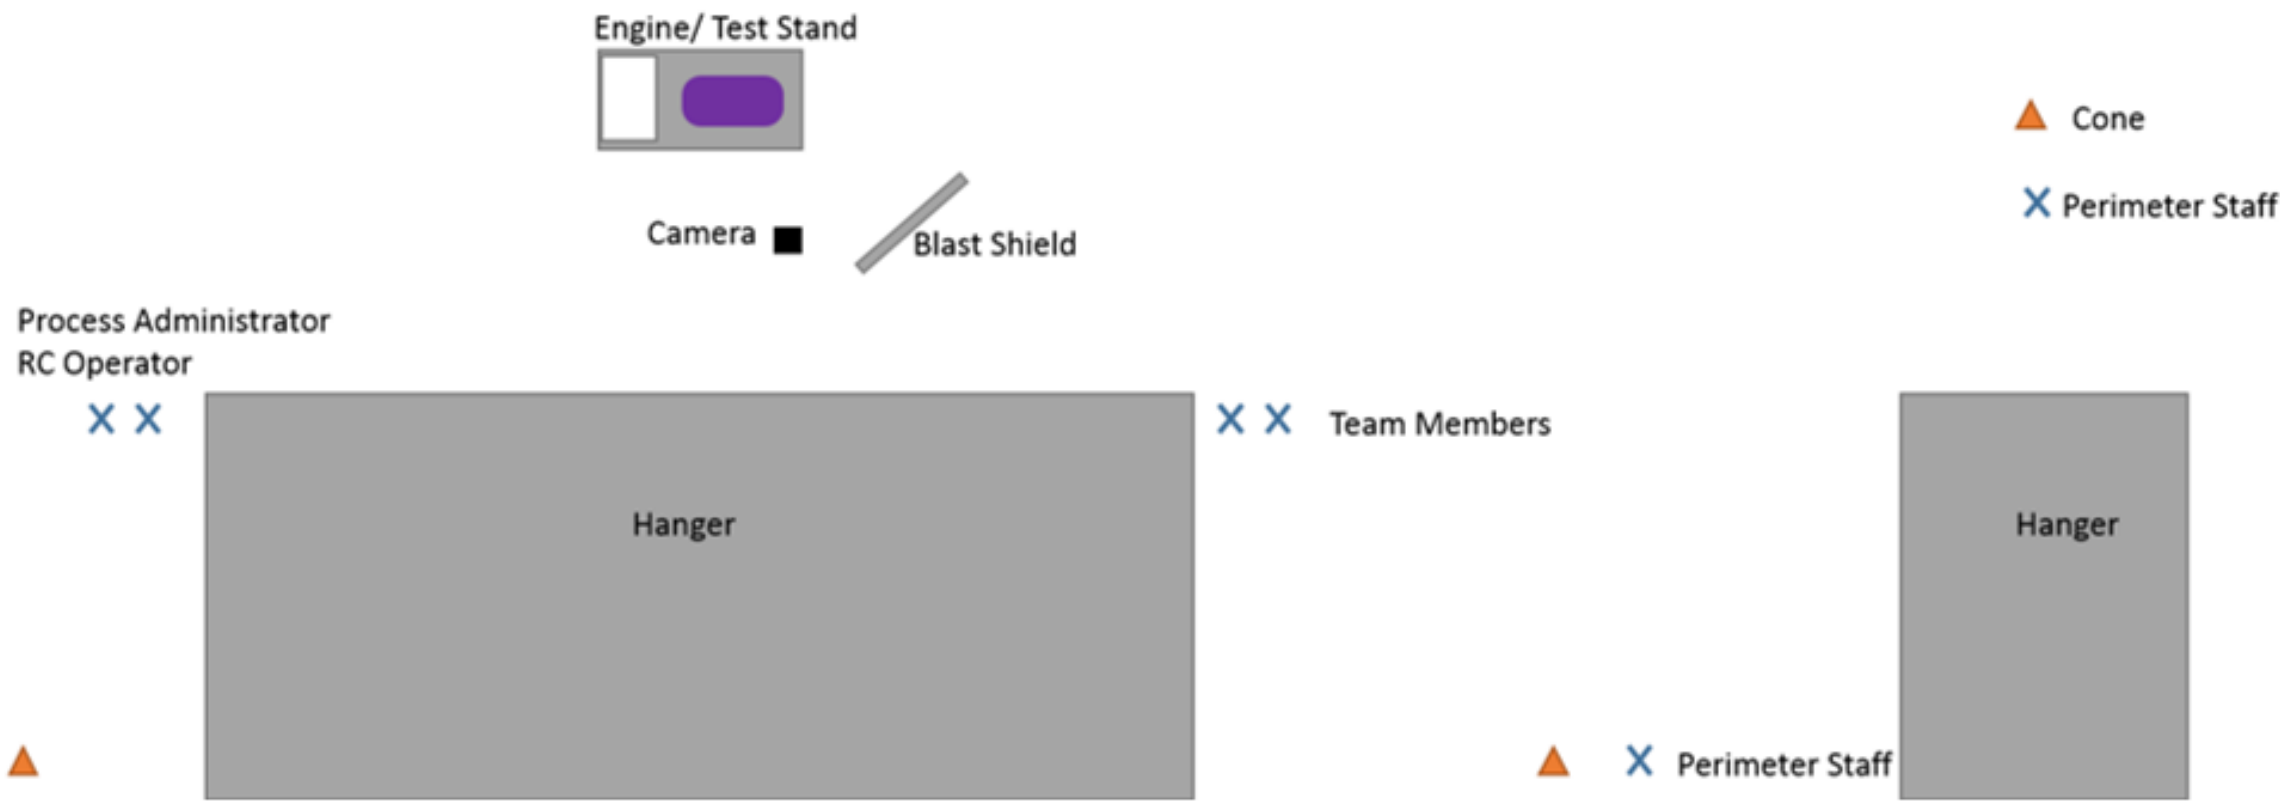 Engine/ Test Stand
Cone
Perimeter Staff
Camera
Blast Shield
Process Administrator
RC Operator
Team Members
Hanger
Hanger
Perimeter Staff